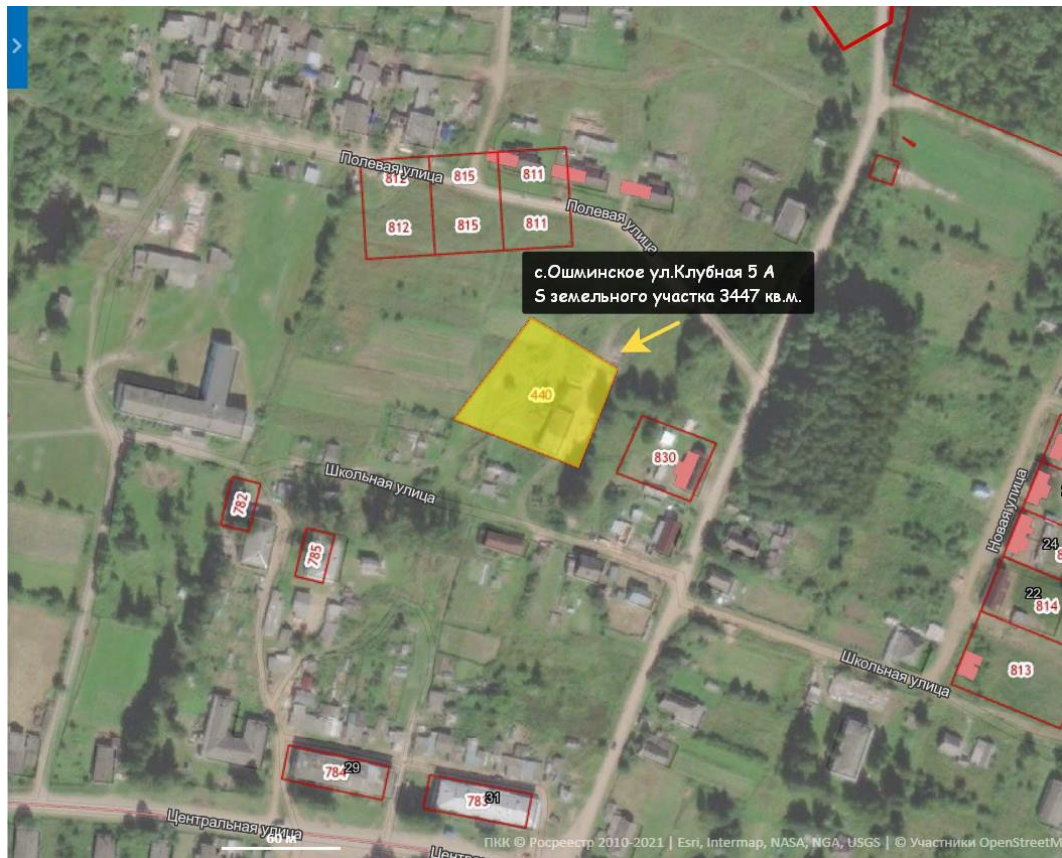 Полевая улица
812
815
811
812
815
811
Полевая улица
с.Ошминское ул.Клубная 5 А
S земельного участка 3447 кв.м.
440
830
Школьная улица
782
785
Новая улица
24
22
814
813
Школьная улица
784
29
783
31
Центральная улица
60 м
ПКК © Росреестр 2010-2021 | Esri, Intermap, NASA, NGA, USGS | © Участники OpenStreetM